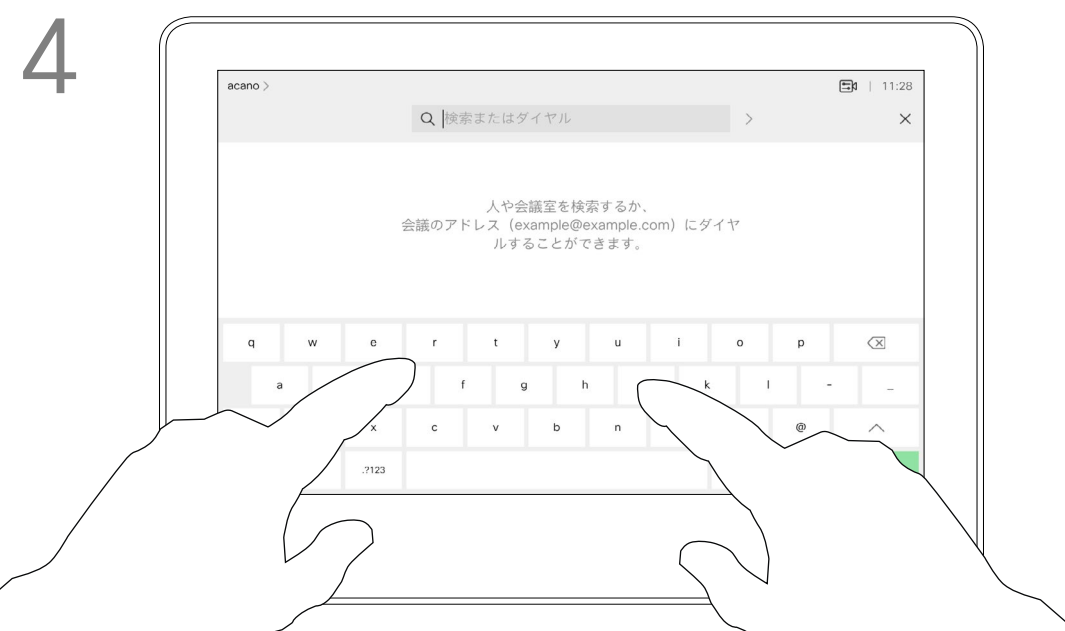 4
acano >
| 11:28
検索またはダイヤル >
人や会議室を検索するか、
会議のアドレス（example@example.com）にダイヤ
ルすることができます。
q w e r t y u i o p
a f g h k l - _
x c v b n @
.?123